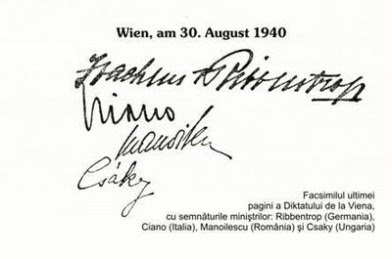 Wien, am 30. August 1940
Joachim v Ribbentrop
Ciano
Manoilescu
Csáky
Facsimilul ultimei
pagini a Diktatului de la Viena,
cu semnăturile miniştrilor: Ribbentrop (Germania),
Ciano (Italia), Manoilescu (România) şi Csaky (Ungaria)